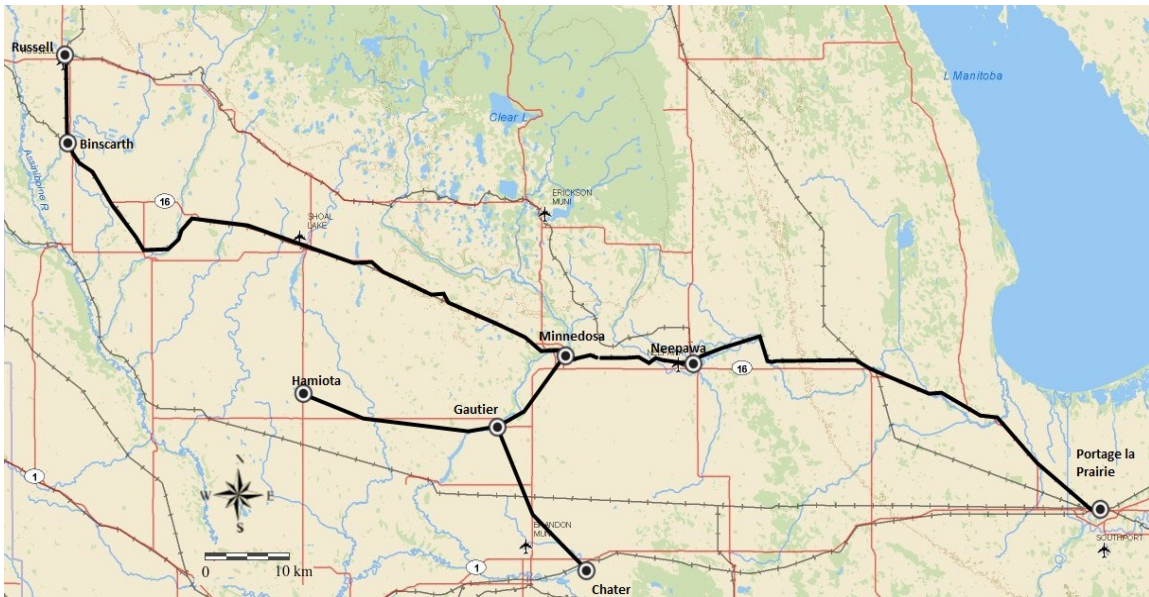 Russell
Binscarth
Assiniboine R
16
SHOAL
LAKE
Clear L
ERICKSON
MUNI
L Manitoba
Minnedosa
Neepawa
16
Hamiota
Gautier
Portage la
Prairie
1
N
W E
S
0 10 km
BRANDON
MUNI
1
Chater
SOUTHPORT